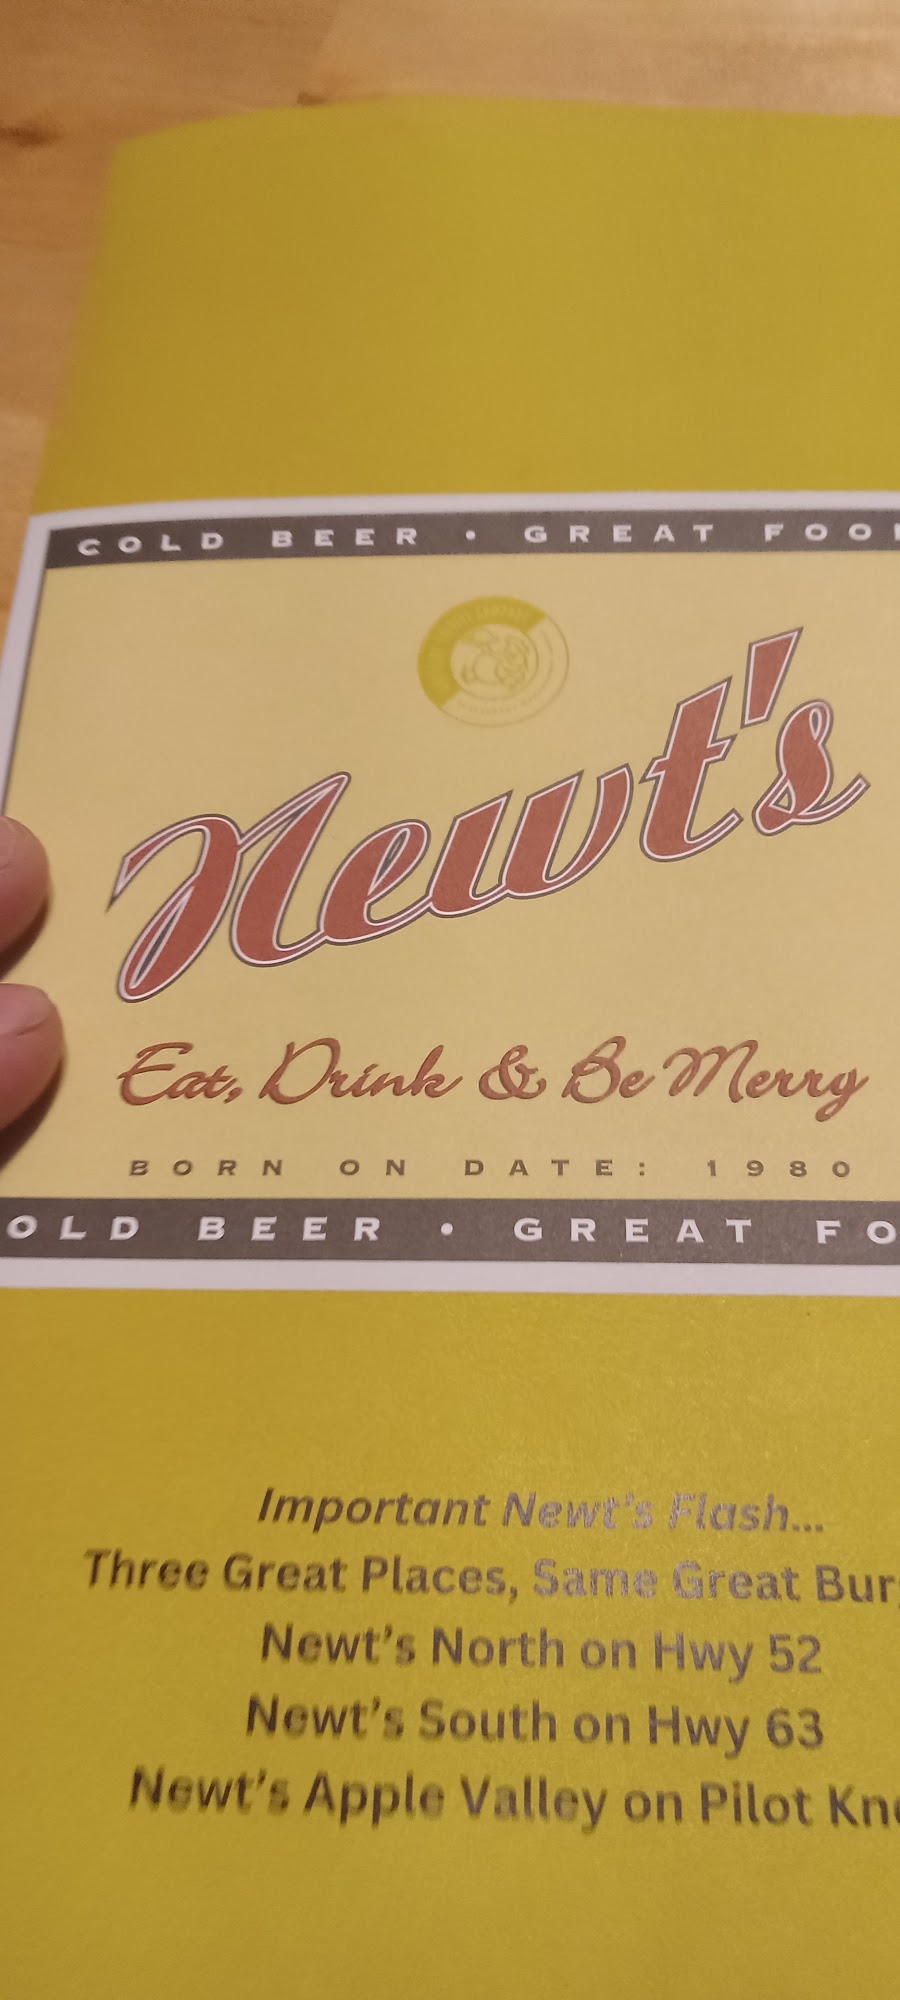 COLD BEER • GREAT FOO
Newt's
Eat, Drink & Be Merry
BORN ON DATE: 1980
OLD BEER • GREAT FO
Important Newt's Flash...
Three Great Places, Same Great Bur
Newt's North on Hwy 52
Newt's South on Hwy 63
Newt's Apple Valley on Pilot Kn